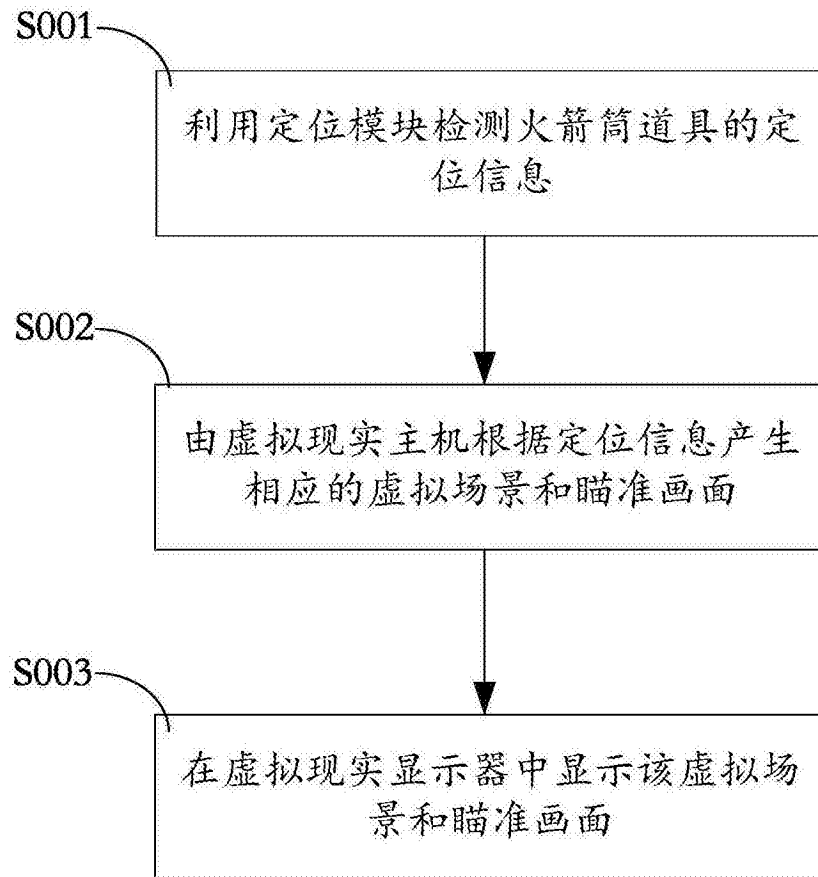 S001
利用定位模块检测火箭筒道具的定
位信息
S002
由虚拟现实主机根据定位信息产生
相应的虚拟场景和瞄准画面
S003
在虚拟现实显示器中显示该虚拟场
景和瞄准画面